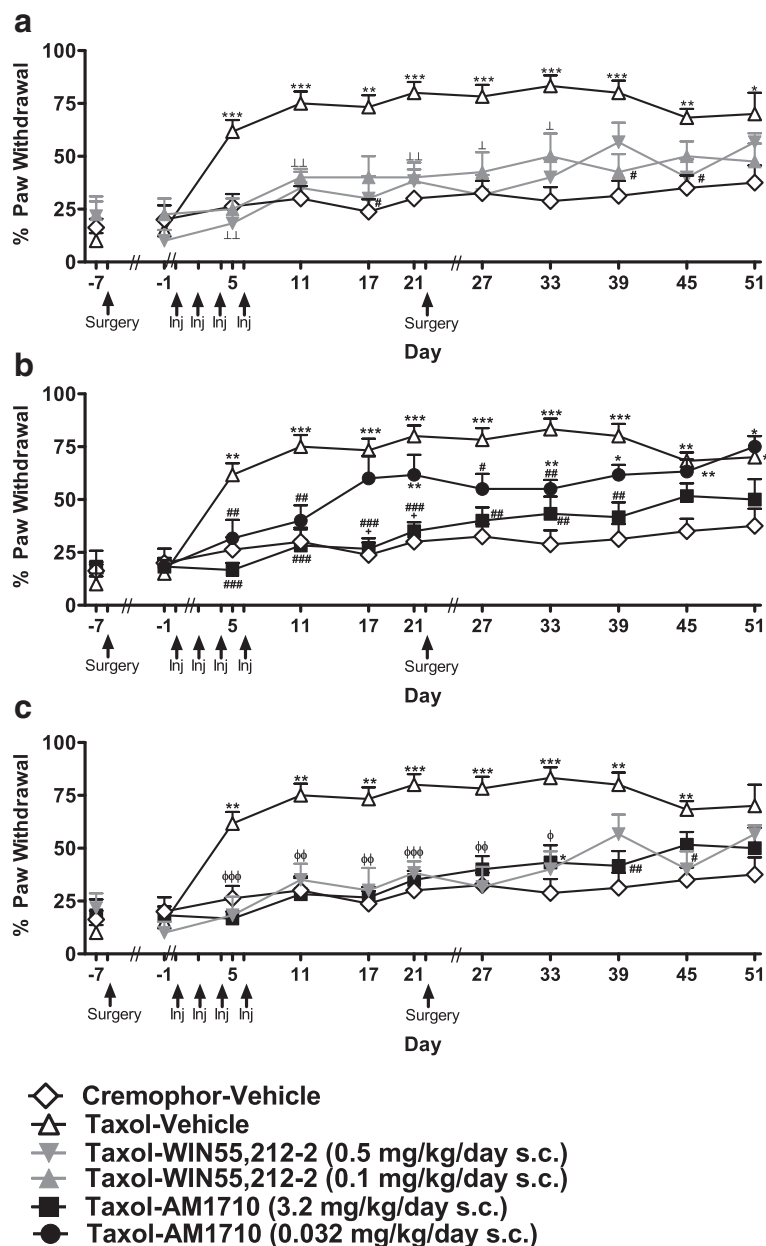 a
100
***
***
**
***
***
***
***
**
*
75
% Paw Withdrawal
50
⊥⊥
⊥⊥
⊥
⊥
#
#
#
25
⊥⊥
0
-7
-1
5
11
17
21
27
33
39
45
51
Surgery
Inj
Inj
Inj
Inj
Surgery
Day
b
100
**
***
***
***
***
***
***
**
*
*
75
% Paw Withdrawal
50
##
##
**
#
**
##
*
**
###
+
###
+
##
##
##
25
###
###
0
-7
-1
5
11
17
21
27
33
39
45
51
Surgery
Inj
Inj
Inj
Inj
Surgery
Day
c
100
**
**
**
***
***
***
**
**
75
% Paw Withdrawal
50
ϕϕϕ
ϕϕ
ϕϕ
ϕϕϕ
ϕϕ
ϕ
*
##
#
25
0
-7
-1
5
11
17
21
27
33
39
45
51
Surgery
Inj
Inj
Inj
Inj
Surgery
Day
Cremophor-Vehicle
Taxol-Vehicle
Taxol-WIN55,212-2 (0.5 mg/kg/day s.c.)
Taxol-WIN55,212-2 (0.1 mg/kg/day s.c.)
Taxol-AM1710 (3.2 mg/kg/day s.c.)
Taxol-AM1710 (0.032 mg/kg/day s.c.)